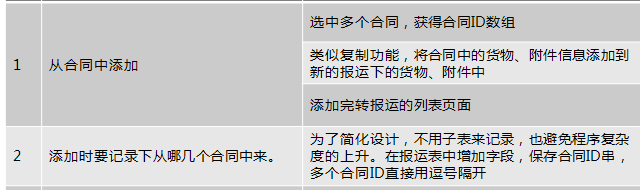 选中多个合同，获得合同ID数组
1
从合同中添加
类似复制功能，将合同中的货物、附件信息添加到
新的报运下的货物、附件中
添加完转报运的列表页面
2
添加时要记录下从哪几个合同中来。
为了简化设计，不用子表来记录，也避免程序复杂
度的上升。在报运表中增加字段，保存合同ID串，
多个合同ID直接用逗号隔开